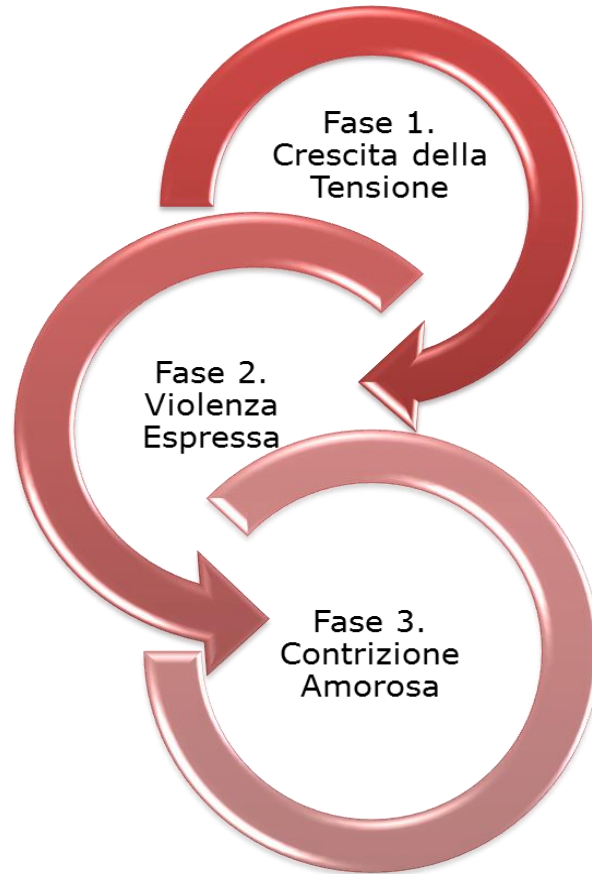 Fase 1.
Crescita della
Tensione
Fase 2.
Violenza
Espressa
Fase 3.
Contrizione
Amorosa